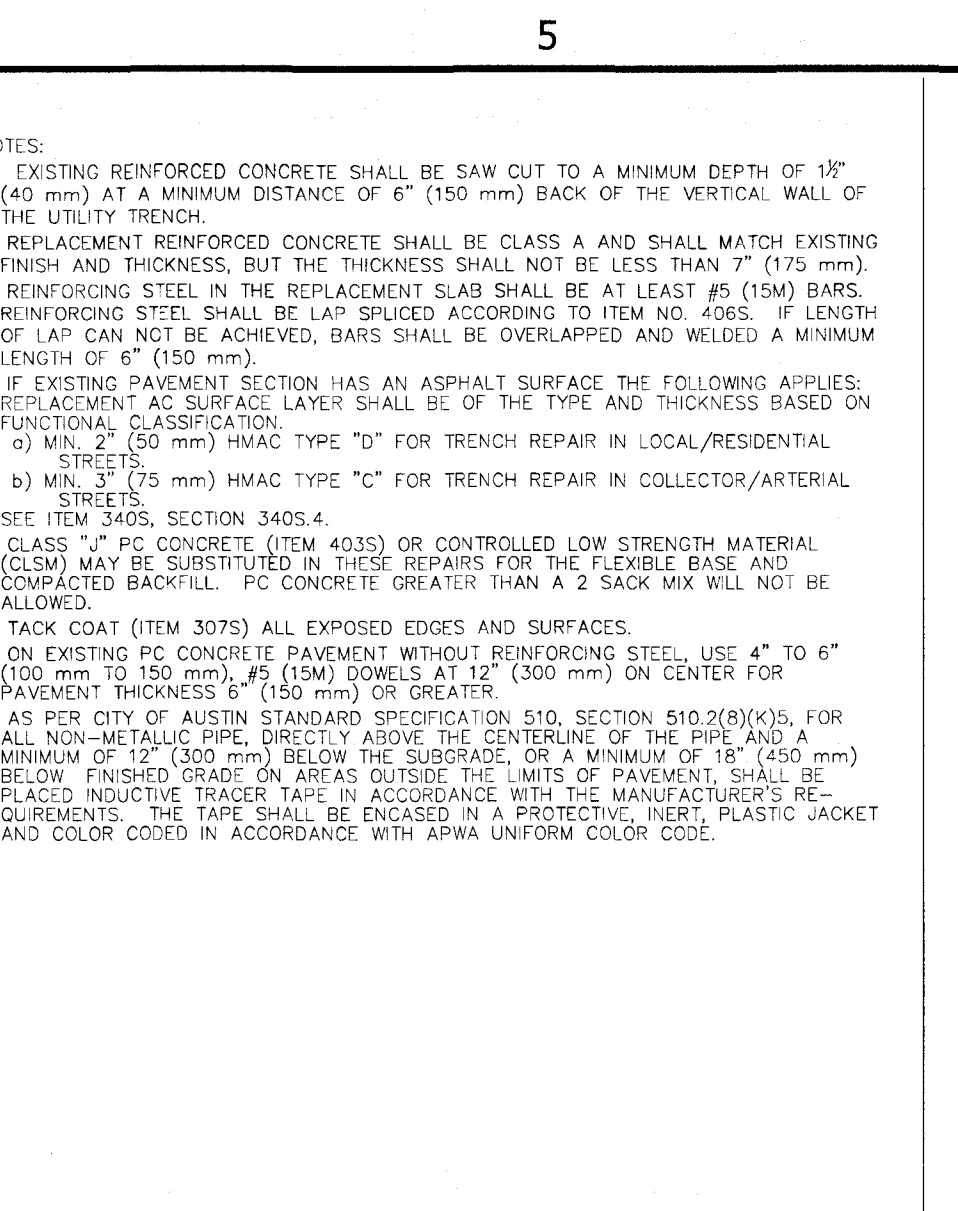 5
OTES:
EXISTING REINFORCED CONCRETE SHALL BE SAW CUT TO A MINIMUM DEPTH OF 1½"
(40 mm) AT A MINIMUM DISTANCE OF 6" (150 mm) BACK OF THE VERTICAL WALL OF
THE UTILITY TRENCH.
REPLACEMENT REINFORCED CONCRETE SHALL BE CLASS A AND SHALL MATCH EXISTING
FINISH AND THICKNESS, BUT THE THICKNESS SHALL NOT BE LESS THAN 7" (175 mm).
REINFORCING STEEL IN THE REPLACEMENT SLAB SHALL BE AT LEAST #5 (15M) BARS.
REINFORCING STEEL SHALL BE LAP SPLICED ACCORDING TO ITEM NO. 406S. IF LENGTH
OF LAP CAN NOT BE ACHIEVED, BARS SHALL BE OVERLAPPED AND WELDED A MINIMUM
LENGTH OF 6" (150 mm).
IF EXISTING PAVEMENT SECTION HAS AN ASPHALT SURFACE THE FOLLOWING APPLIES:
REPLACEMENT AC SURFACE LAYER SHALL BE OF THE TYPE AND THICKNESS BASED ON
FUNCTIONAL CLASSIFICATION.
a) MIN. 2" (50 mm) HMAC TYPE "D" FOR TRENCH REPAIR IN LOCAL/RESIDENTIAL
STREETS.
b) MIN. 3" (75 mm) HMAC TYPE "C" FOR TRENCH REPAIR IN COLLECTOR/ARTERIAL
STREETS.
SEE ITEM 340S, SECTION 340S.4.
CLASS "J" PC CONCRETE (ITEM 403S) OR CONTROLLED LOW STRENGTH MATERIAL
(CLSM) MAY BE SUBSTITUTED IN THESE REPAIRS FOR THE FLEXIBLE BASE AND
COMPACTED BACKFILL. PC CONCRETE GREATER THAN A 2 SACK MIX WILL NOT BE
ALLOWED.
TACK COAT (ITEM 307S) ALL EXPOSED EDGES AND SURFACES.
ON EXISTING PC CONCRETE PAVEMENT WITHOUT REINFORCING STEEL, USE 4" TO 6"
(100 mm TO 150 mm), #5 (15M) DOWELS AT 12" (300 mm) ON CENTER FOR
PAVEMENT THICKNESS 6" (150 mm) OR GREATER.
AS PER CITY OF AUSTIN STANDARD SPECIFICATION 510, SECTION 510.2(8)(K)5, FOR
ALL NON-METALLIC PIPE, DIRECTLY ABOVE THE CENTERLINE OF THE PIPE AND A
MINIMUM OF 12" (300 mm) BELOW THE SUBGRADE, OR A MINIMUM OF 18" (450 mm)
BELOW FINISHED GRADE ON AREAS OUTSIDE THE LIMITS OF PAVEMENT, SHALL BE
PLACED INDUCTIVE TRACER TAPE IN ACCORDANCE WITH THE MANUFACTURER'S RE-
QUIREMENTS. THE TAPE SHALL BE ENCASED IN A PROTECTIVE, INERT, PLASTIC JACKET
AND COLOR CODED IN ACCORDANCE WITH APWA UNIFORM COLOR CODE.